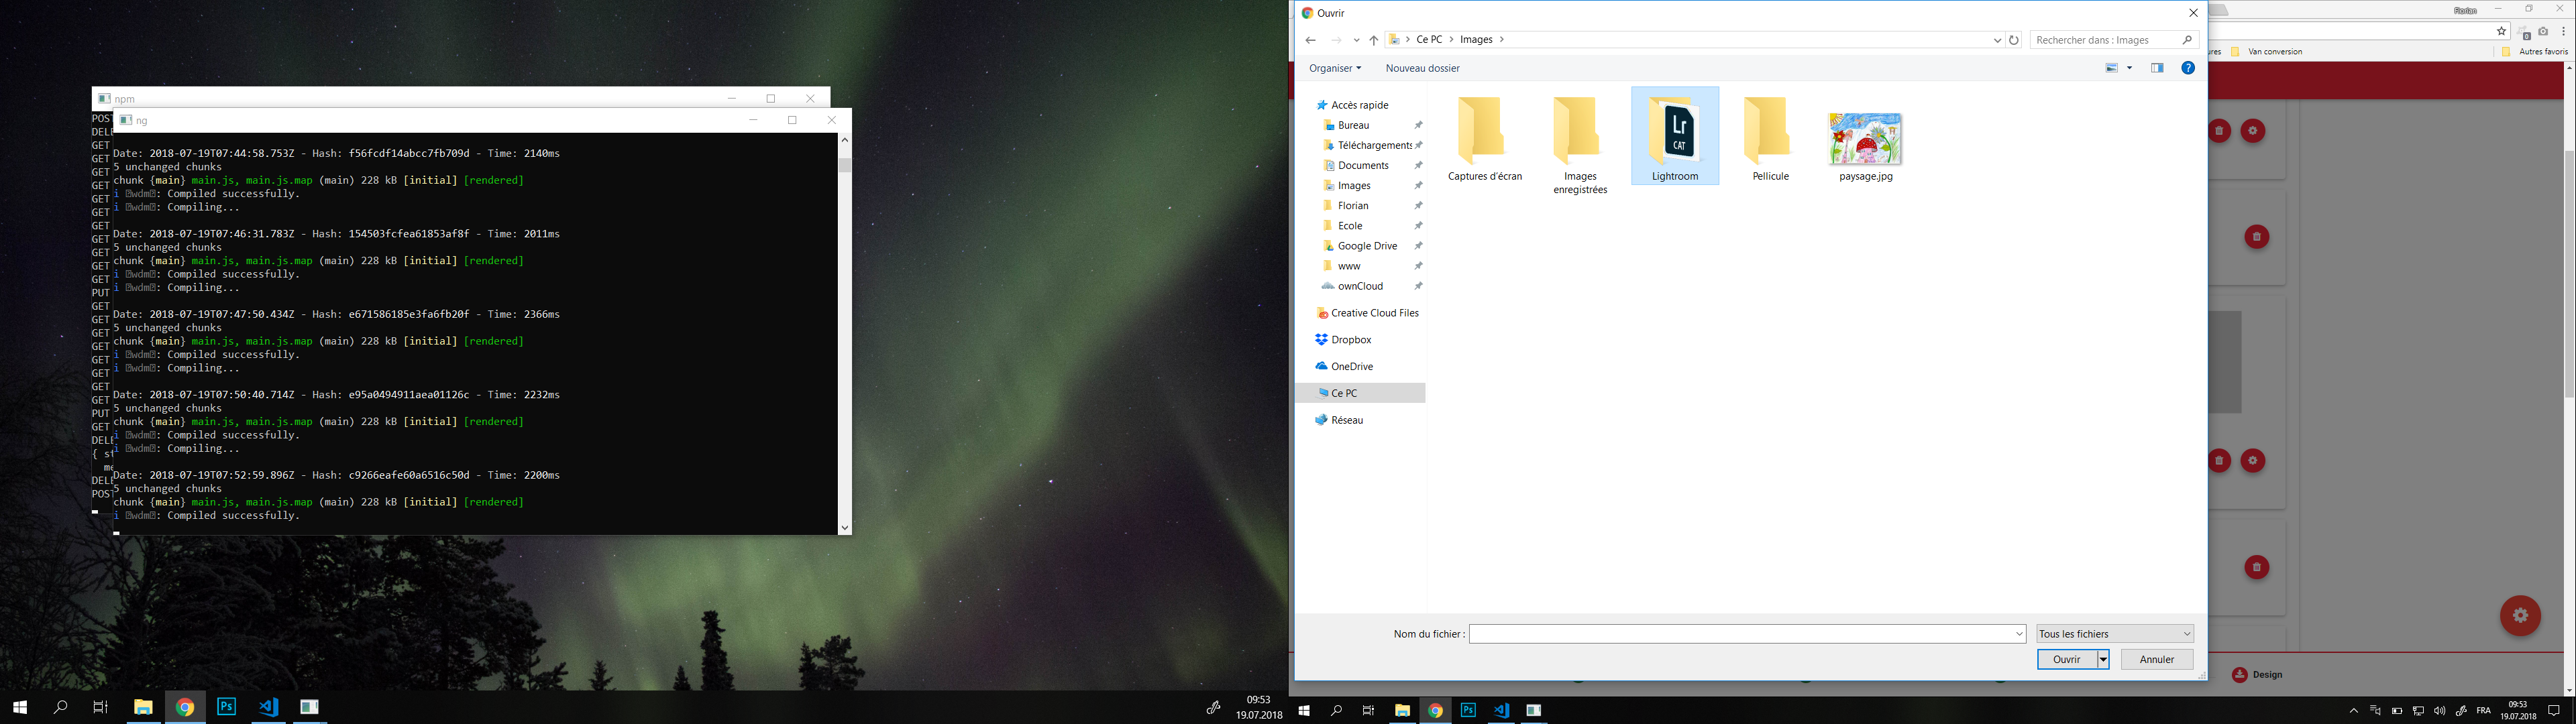 npm
POST
DELE
GET
GET
GET
GET
GET
GET
GET
GET
GET
GET
GET
PUT
GET
GET
GET
GET
GET
GET
GET
GET
PUT
GET
DELE
{ st
me
DELE
POST
ng
Date: 2018-07-19T07:44:58.753Z - Hash: f56fcdf14abcc7fb709d - Time: 2140ms
5 unchanged chunks
chunk {main} main.js, main.js.map (main) 228 kB [initial] [rendered]
i wdm: Compiled successfully.
i wdm: Compiling...
Date: 2018-07-19T07:46:31.783Z - Hash: 154503fcfea61853af8f - Time: 2011ms
5 unchanged chunks
chunk {main} main.js, main.js.map (main) 228 kB [initial] [rendered]
i wdm: Compiled successfully.
i wdm: Compiling...
Date: 2018-07-19T07:47:50.434Z - Hash: e671586185e3fa6fb20f - Time: 2366ms
5 unchanged chunks
chunk {main} main.js, main.js.map (main) 228 kB [initial] [rendered]
i wdm: Compiled successfully.
i wdm: Compiling...
Date: 2018-07-19T07:50:40.714Z - Hash: e95a0494911aea01126c - Time: 2232ms
5 unchanged chunks
chunk {main} main.js, main.js.map (main) 228 kB [initial] [rendered]
i wdm: Compiled successfully.
i wdm: Compiling...
Date: 2018-07-19T07:52:59.896Z - Hash: c9266eafe60a6516c50d - Time: 2200ms
5 unchanged chunks
chunk {main} main.js, main.js.map (main) 228 kB [initial] [rendered]
i wdm: Compiled successfully.
Ps
09:53
19.07.2018
Ouvrir
Ce PC > Images >
Rechercher dans : Images
Organiser
Nouveau dossier
Accès rapide
Bureau
Téléchargements
Documents
Images
Florian
Ecole
Google Drive
www
ownCloud
Creative Cloud Files
Dropbox
OneDrive
Ce PC
Réseau
Captures d'écran
Images
enregistrées
Lr
CAT
Lightroom
Pellicule
paysage.jpg
Nom du fichier :
Tous les fichiers
Ouvrir
Annuler
Florian
0
ures
Van conversion
Autres favoris
Design
Ps
FRA
09:53
19.07.2018